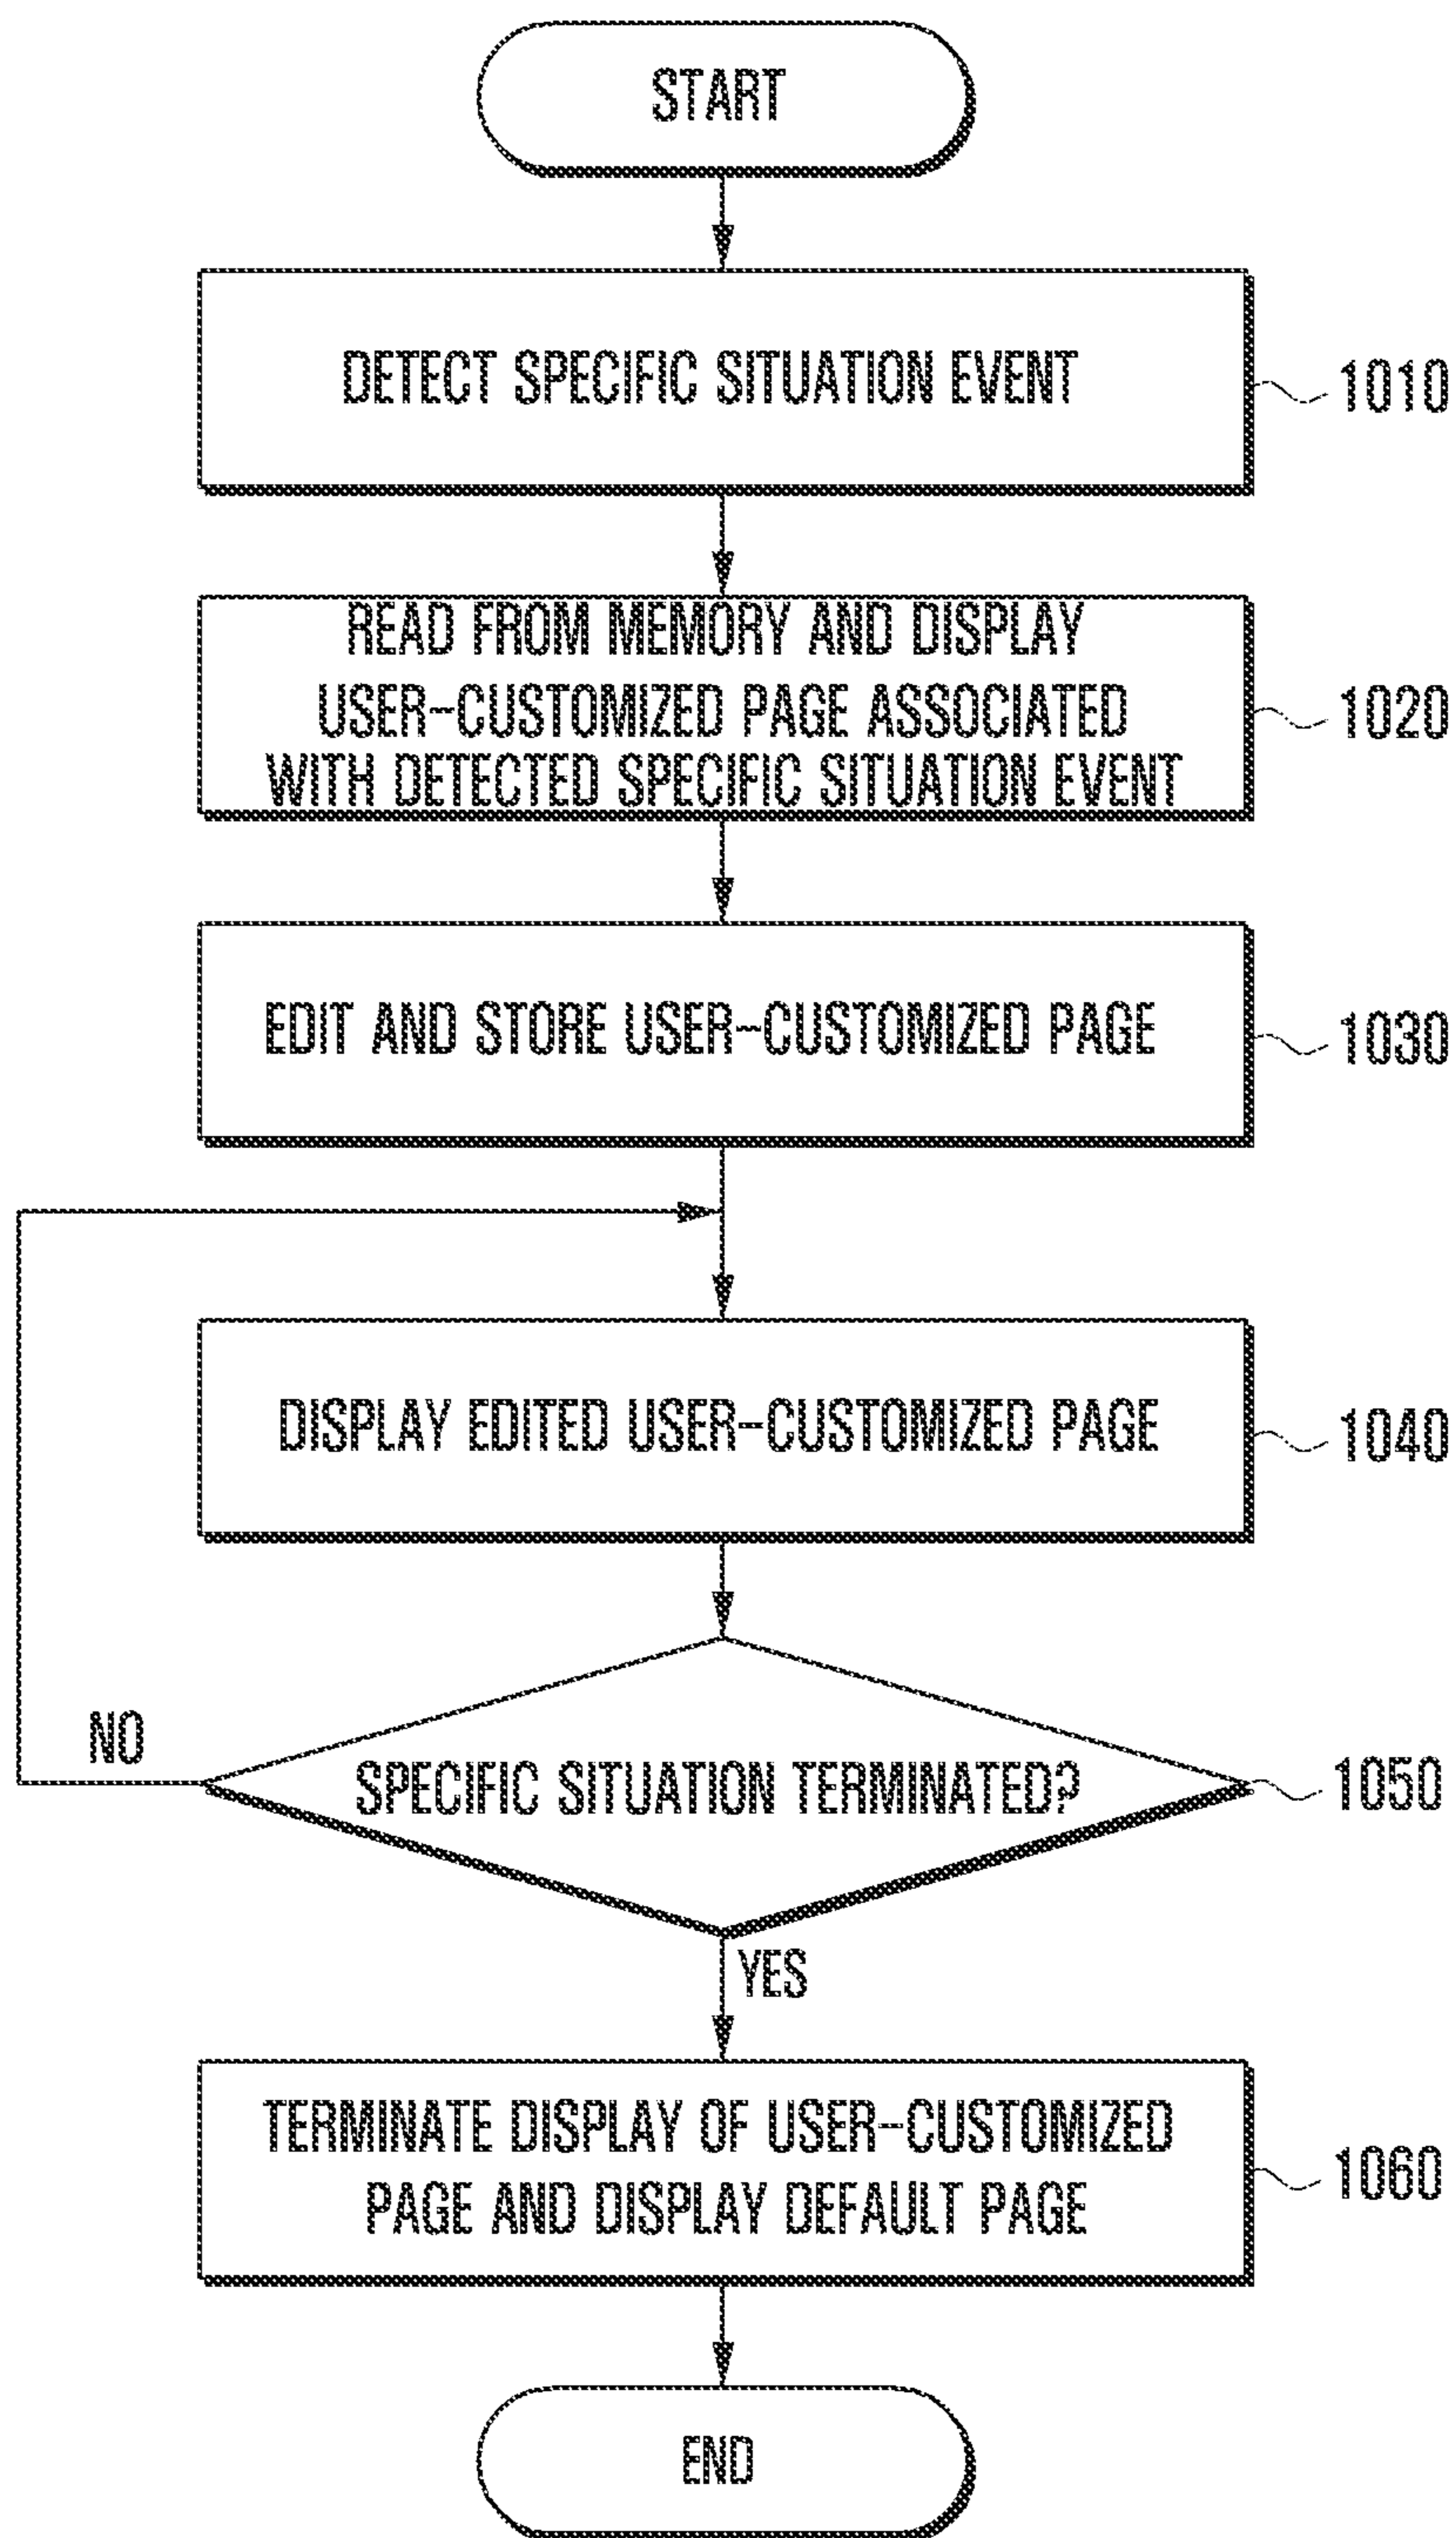 START
DETECT SPECIFIC SITUATION EVENT
1010
READ FROM MEMORY AND DISPLAY
USER-CUSTOMIZED PAGE ASSOCIATED
WITH DETECTED SPECIFIC SITUATION EVENT
1020
EDIT AND STORE USER-CUSTOMIZED PAGE
1030
DISPLAY EDITED USER-CUSTOMIZED PAGE
1040
NO
SPECIFIC SITUATION TERMINATED?
1050
YES
TERMINATE DISPLAY OF USER-CUSTOMIZED
PAGE AND DISPLAY DEFAULT PAGE
1060
END